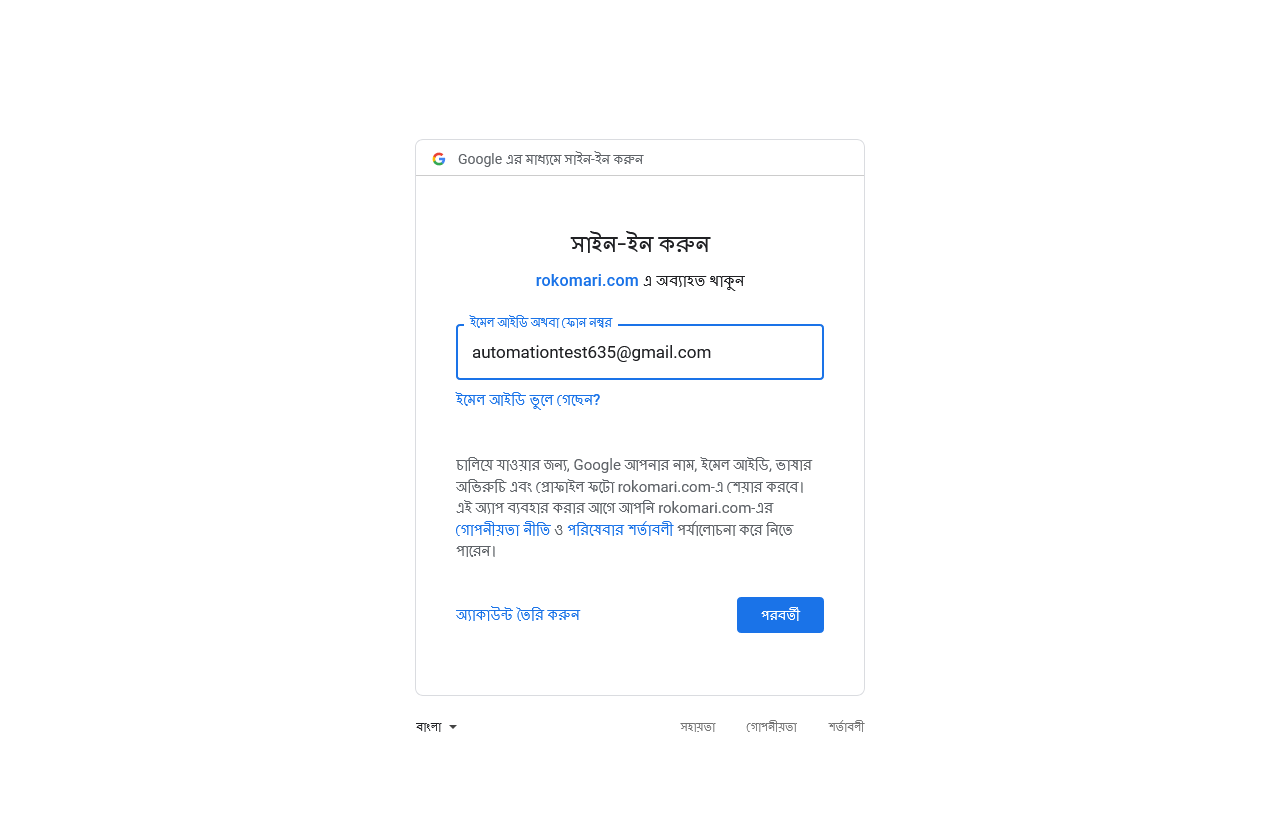 Google এর মাধ্যমে সাইন-ইন করুন
সাইন-ইন করুন
rokomari.com এ অব্যাহত থাকুন
ইমেল আইডি অথবা ফোন নম্বর
automationtest635@gmail.com
ইমেল আইডি ভুলে গেছেন?
চালিয়ে যাওয়ার জন্য, Google আপনার নাম, ইমেল আইডি, ভাষার
অভিরুচি এবং প্রোফাইল ফটো rokomari.com-এ শেয়ার করবে।
এই অ্যাপ ব্যবহার করার আগে আপনি rokomari.com-এর
গোপনীয়তা নীতি ও পরিষেবার শর্তাবলী পর্যালোচনা করে নিতে
পারেন।
অ্যাকাউন্ট তৈরি করুন
পরবর্তী
বাংলা
সহায়তা
গোপনীয়তা
শর্তাবলী